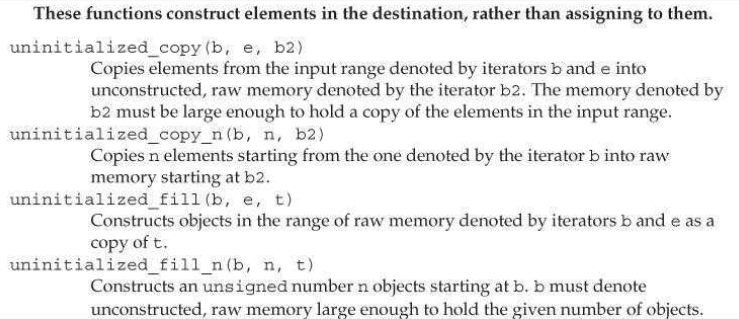 These functions construct elements in the destination, rather than assigning to them.
uninitialized_copy(b, e, b2)
Copies elements from the input range denoted by iterators b and e into
unconstructed, raw memory denoted by the iterator b2. The memory denoted by
b2 must be large enough to hold a copy of the elements in the input range.
uninitialized_copy_n(b, n, b2)
Copies n elements starting from the one denoted by the iterator b into raw
memory starting at b2.
uninitialized_fill(b, e, t)
Constructs objects in the range of raw memory denoted by iterators b and e as a
copy of t.
uninitialized_fill_n(b, n, t)
Constructs an unsigned number n objects starting at b. b must denote
unconstructed, raw memory large enough to hold the given number of objects.